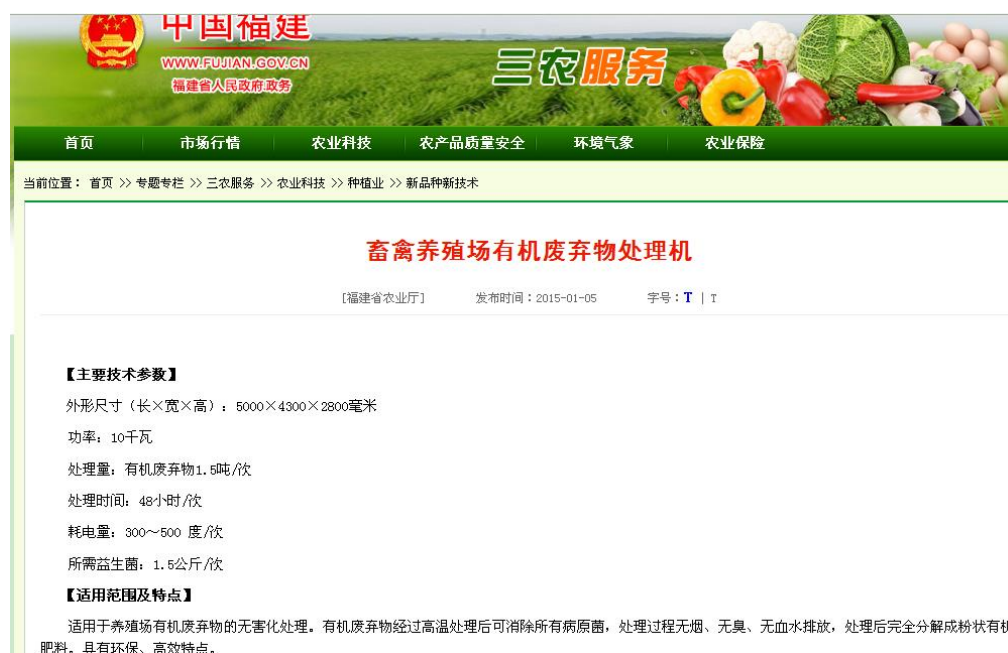 中国福建
WWW.FUJIAN.GOV.CN
福建省人民政府政务
三农服务
首页 市场行情 农业科技 农产品质量安全 环境气象 农业保险
当前位置： 首页 >> 专题专栏 >> 三农服务 >> 农业科技 >> 种植业 >> 新品种新技术
畜禽养殖场有机废弃物处理机
[福建省农业厅] 发布时间：2015-01-05 字号：T | T
【主要技术参数】
外形尺寸（长×宽×高）：5000×4300×2800毫米
功率：10千瓦
处理量：有机废弃物1.5吨/次
处理时间：48小时/次
耗电量：300～500 度/次
所需益生菌：1.5公斤/次
【适用范围及特点】
适用于养殖场有机废弃物的无害化处理。有机废弃物经过高温处理后可消除所有病原菌，处理过程无烟、无臭、无血水排放，处理后完全分解成粉状有机
肥料。具有环保、高效特点。